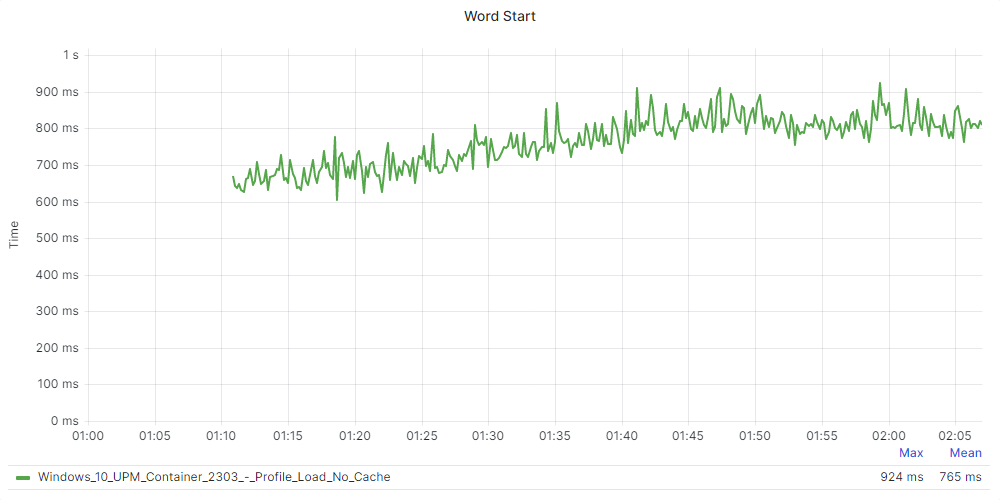 Word Start
1 s
900 ms
800 ms
700 ms
600 ms
500 ms
400 ms
300 ms
200 ms
100 ms
0 ms
Time
01:00 01:05 01:10 01:15 01:20 01:25 01:30 01:35 01:40 01:45 01:50 01:55 02:00 02:05
Max Mean
Windows_10_UPM_Container_2303_-_Profile_Load_No_Cache 924 ms 765 ms